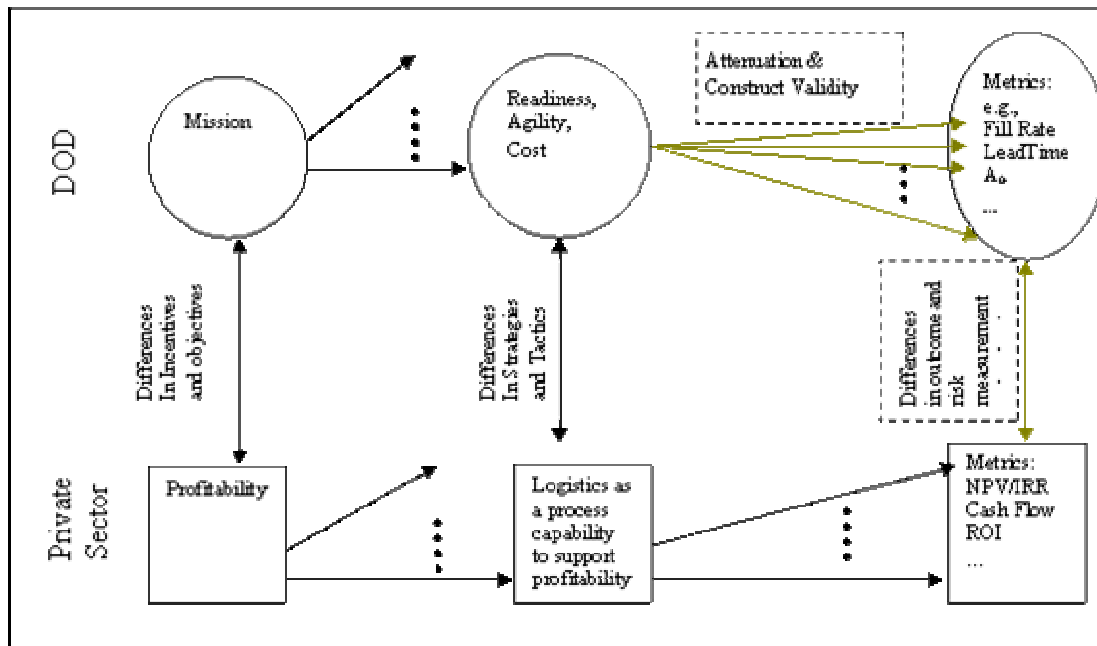 DOD
Mission
Readiness,
Agility,
Cost
Attenuation &
Construct Validity
Metrics:
e.g.,
Fill Rate
LeadTime
Ao
...
Differences
In Incentives
and objectives
Differences
In Strategies
and Tactics
Differences
in outcome and
risk
measurement
Private
Sector
Profitability
Logistics as
a process
capability
to support
profitability
Metrics:
NPV/IRR
Cash Flow
ROI
...